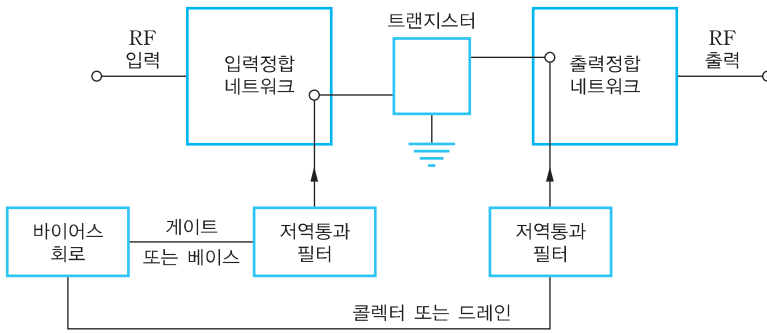 RF
입력
입력정합
네트워크
트랜지스터
출력정합
네트워크
RF
출력
바이어스
회로
게이트
또는 베이스
저역통과
필터
저역통과
필터
콜렉터 또는 드레인